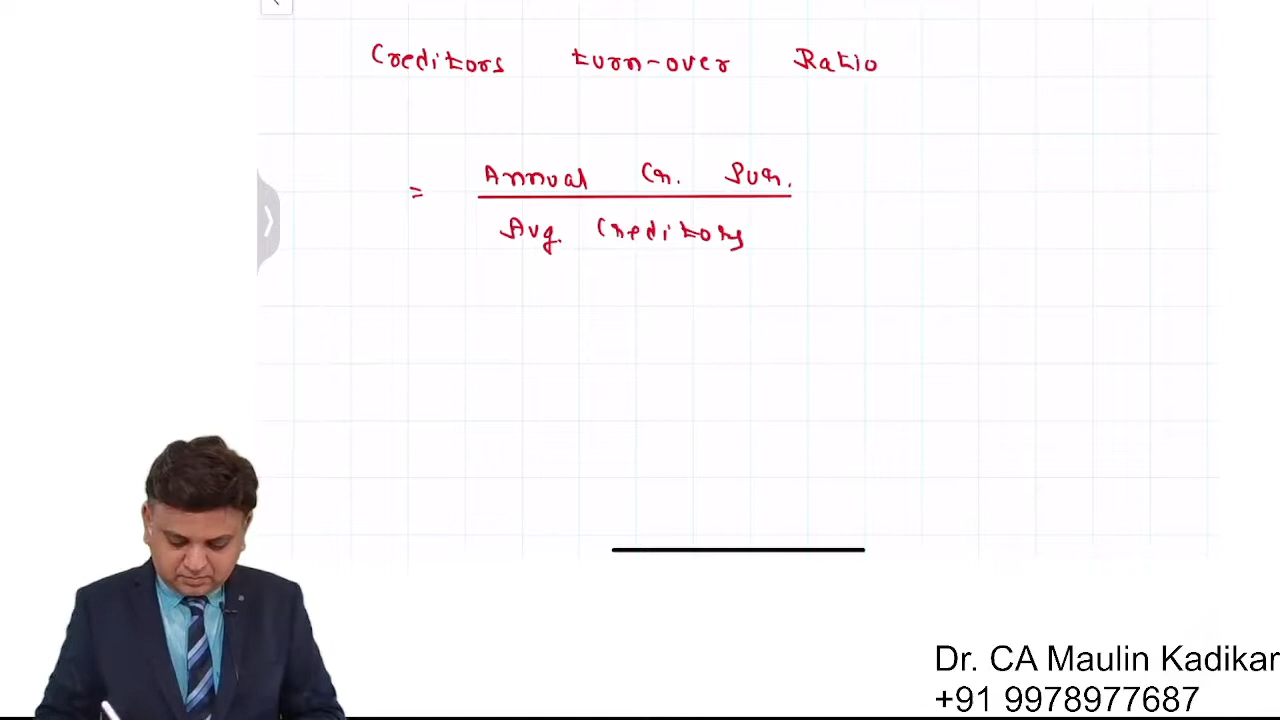 Creditors turn-over Ratio
= Annual Cr. Pur.
Avg. Creditors
Dr. CA Maulin Kadikar
+91 9978977687